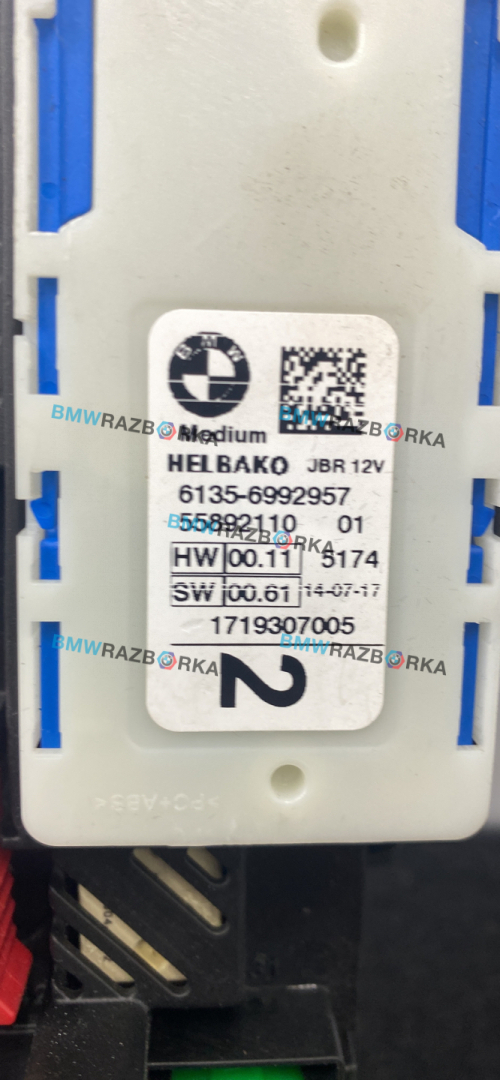 BMW
Medium
HELBAKO JBR 12V
6135-6992957
55892110 01
HW 00.11 5174
SW 00.61 14-07-17
1719307005
2
>PC+ABS<
BMWRAZBORKA
BMWRAZBORKA
BMWRAZBORKA
BMWRAZBORKA
BMWRAZBORKA